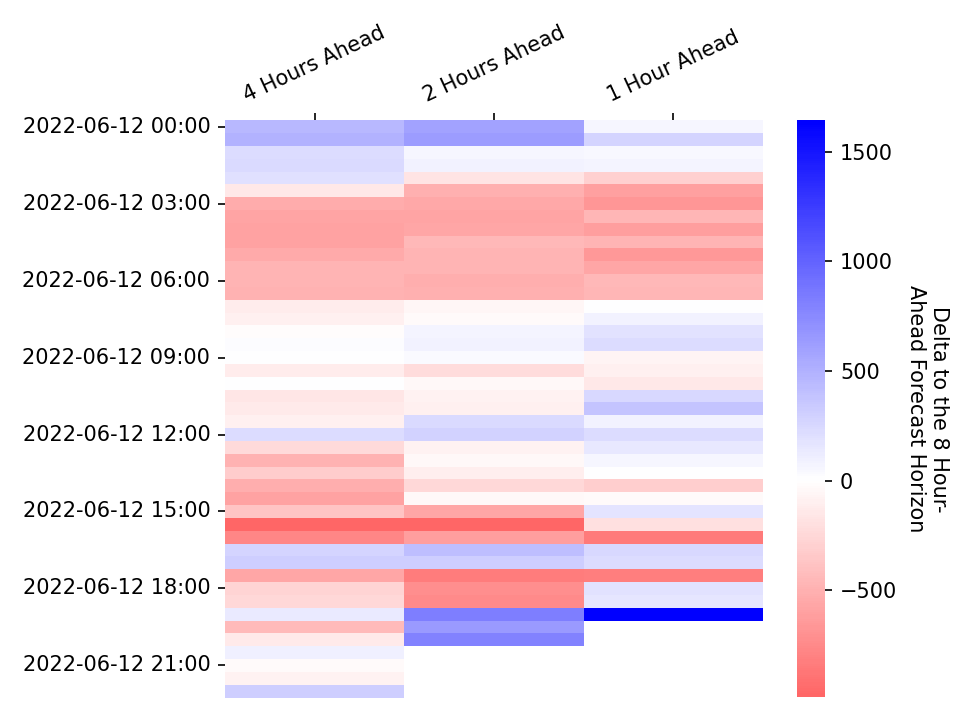 4 Hours Ahead
2 Hours Ahead
1 Hour Ahead
2022-06-12 00:00
2022-06-12 03:00
2022-06-12 06:00
2022-06-12 09:00
2022-06-12 12:00
2022-06-12 15:00
2022-06-12 18:00
2022-06-12 21:00
1500
1000
500
0
−500
Delta to the 8 Hour-
Ahead Forecast Horizon